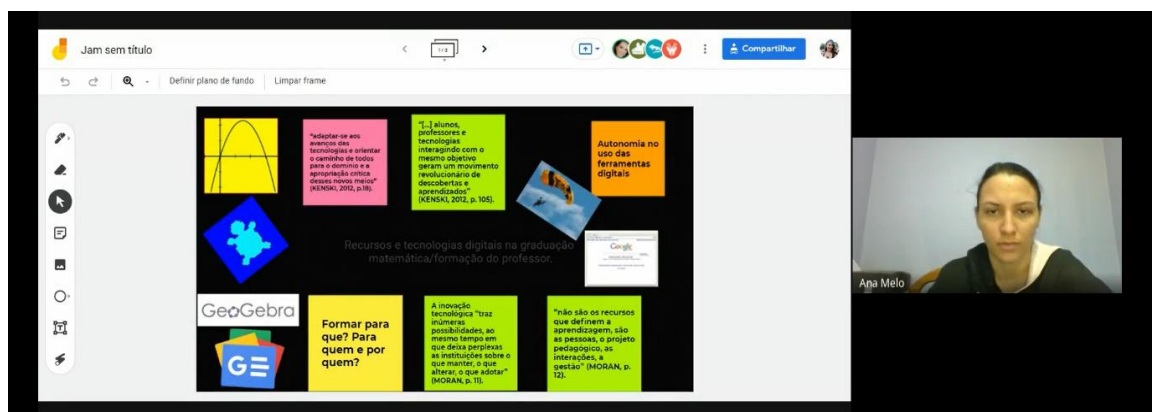 Jam sem título
1/3
Compartilhar
Definir plano de fundo
Limpar frame
"adaptar-se aos
avanços das
tecnologias e orientar
o caminho de todos
para o domínio e a
apropriação crítica
desses novos meios"
(KENSKI, 2012, p.18).
"[...] alunos,
professores e
tecnologias
interagindo com o
mesmo objetivo
geram um movimento
revolucionário de
descobertas e
aprendizados"
(KENSKI, 2012, p. 105).
Autonomia no
uso das
ferramentas
digitais
Recursos e tecnologias digitais na graduação
matemática/formação do professor.
Google
Ana Melo
GeoGebra
GE
Formar para
que? Para
quem e por
quem?
A inovação
tecnológica "traz
inúmeras
possibilidades, ao
mesmo tempo em
que deixa perplexas
as instituições sobre o
que manter, o que
alterar, o que adotar"
(MORAN, p. 11).
"não são os recursos
que definem a
aprendizagem, são
as pessoas, o projeto
pedagógico, as
interações, a
gestão" (MORAN, p.
12).